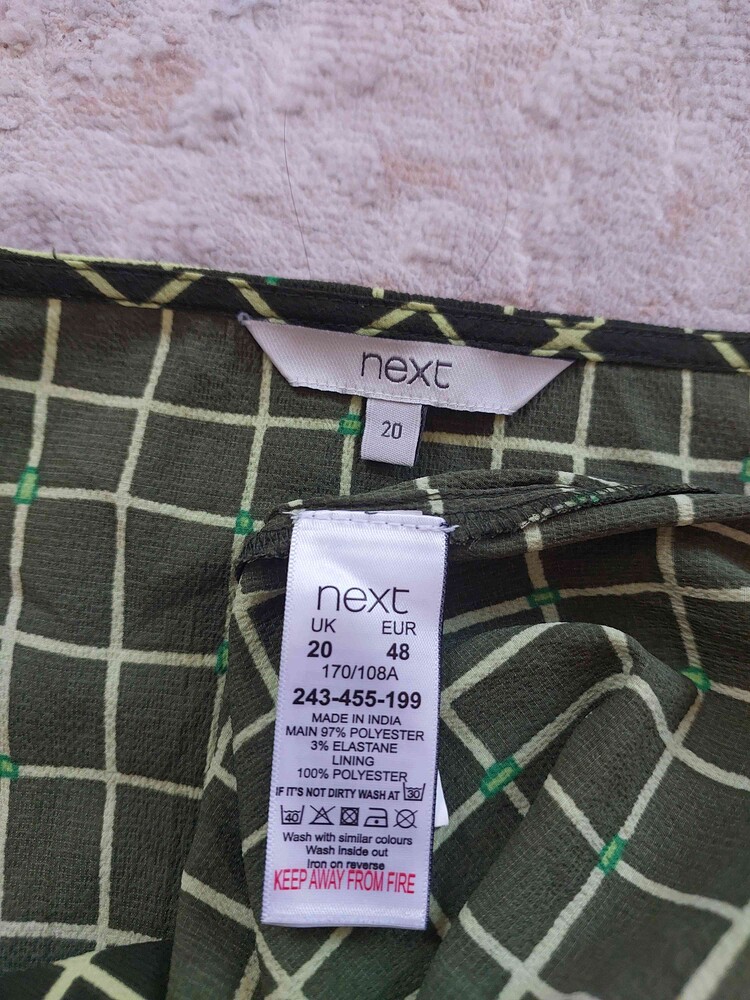 next
20
next
UK EUR
20 48
170/108A
243-455-199
MADE IN INDIA
MAIN 97% POLYESTER
3% ELASTANE
LINING
100% POLYESTER
IF IT'S NOT DIRTY WASH AT 30
40
Wash with similar colours
Wash inside out
Iron on reverse
KEEP AWAY FROM FIRE